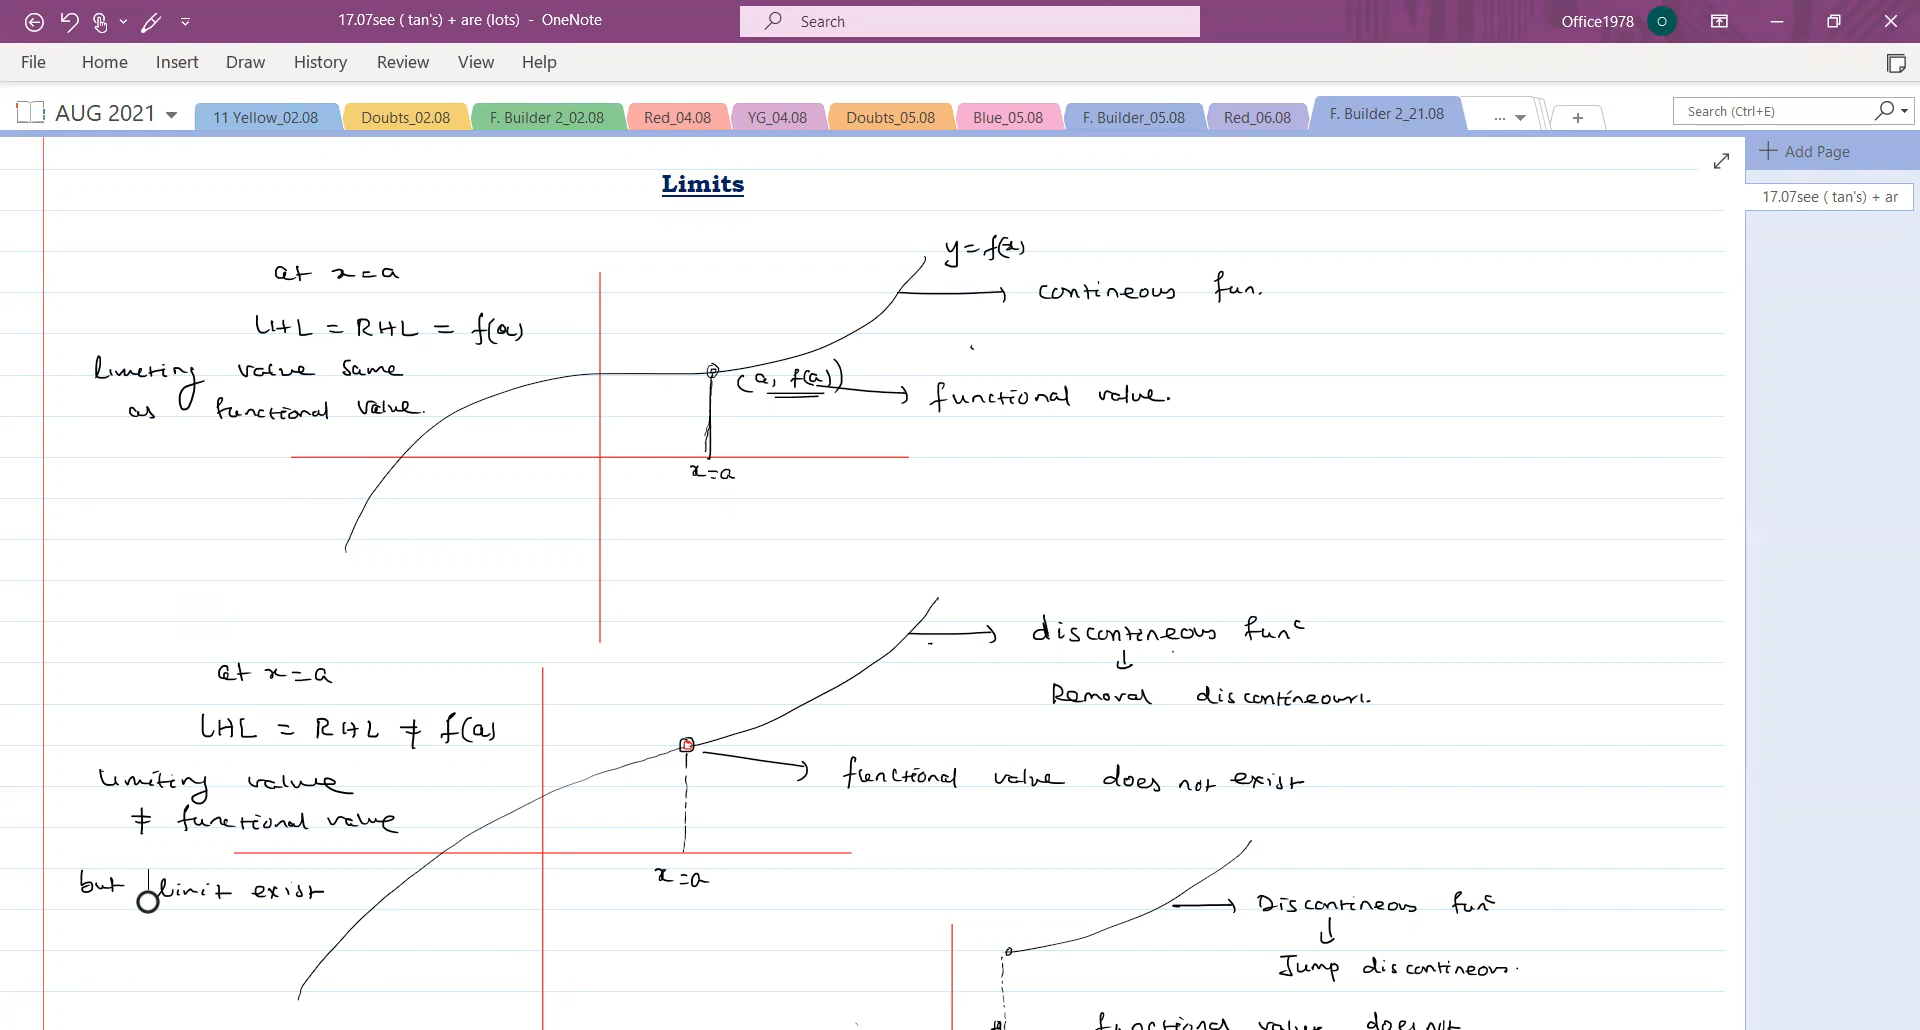 17.07see ( tan's) + are (lots) - OneNote
Search
Office1978
O
File Home Insert Draw History Review View Help
AUG 2021
11 Yellow_02.08
Doubts_02.08
F. Builder 2_02.08
Red_04.08
YG_04.08
Doubts_05.08
Blue_05.08
F. Builder_05.08
Red_06.08
F. Builder 2_21.08
...
Search (Ctrl+E)
Add Page
17.07see ( tan's) + ar
Limits
y=f(x)
at x=a
contineous fun.
LHL = RHL = f(a)
limiting value same
as functional value.
(a, f(a))
functional value.
x=a
discontineous func
at x=a
Removal
LHL = RHL ≠ f(a)
limiting value
functional value does not exist
≠ functional value
x=a
but limit exist
Discontineous func
Jump discontineous.
functional value does not